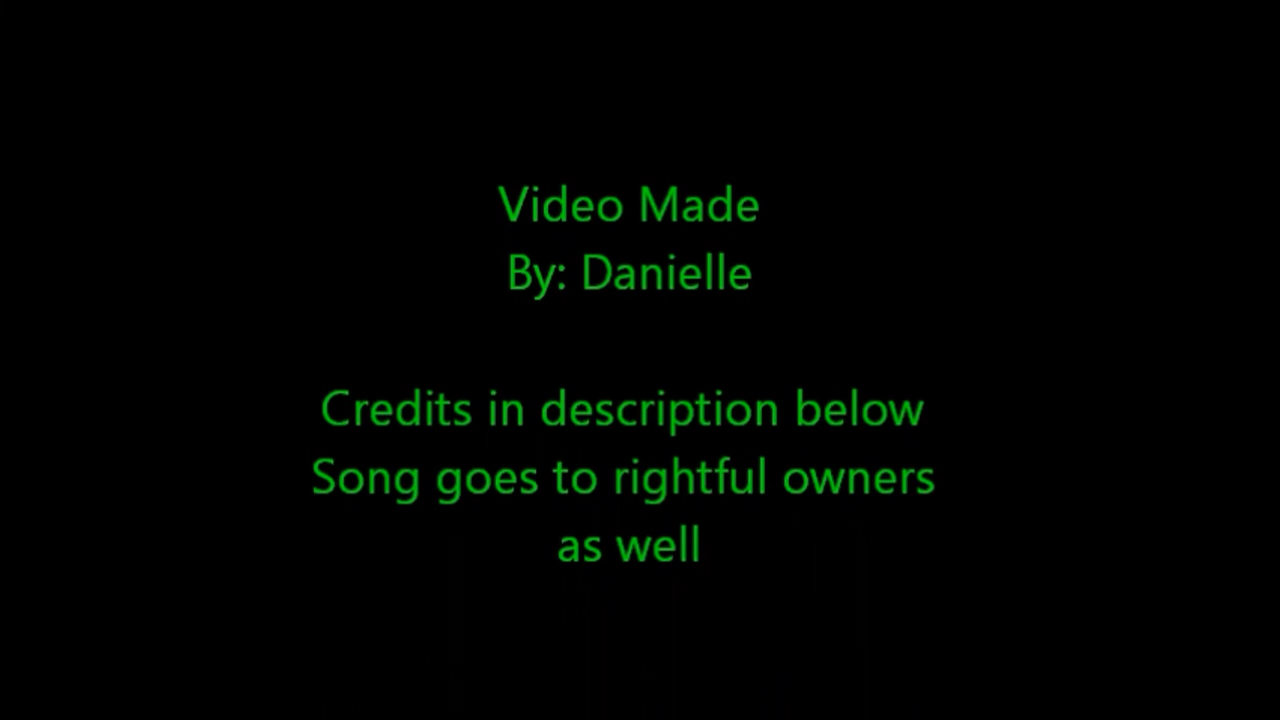 Video Made
By: Danielle
Credits in description below
Song goes to rightful owners
as well